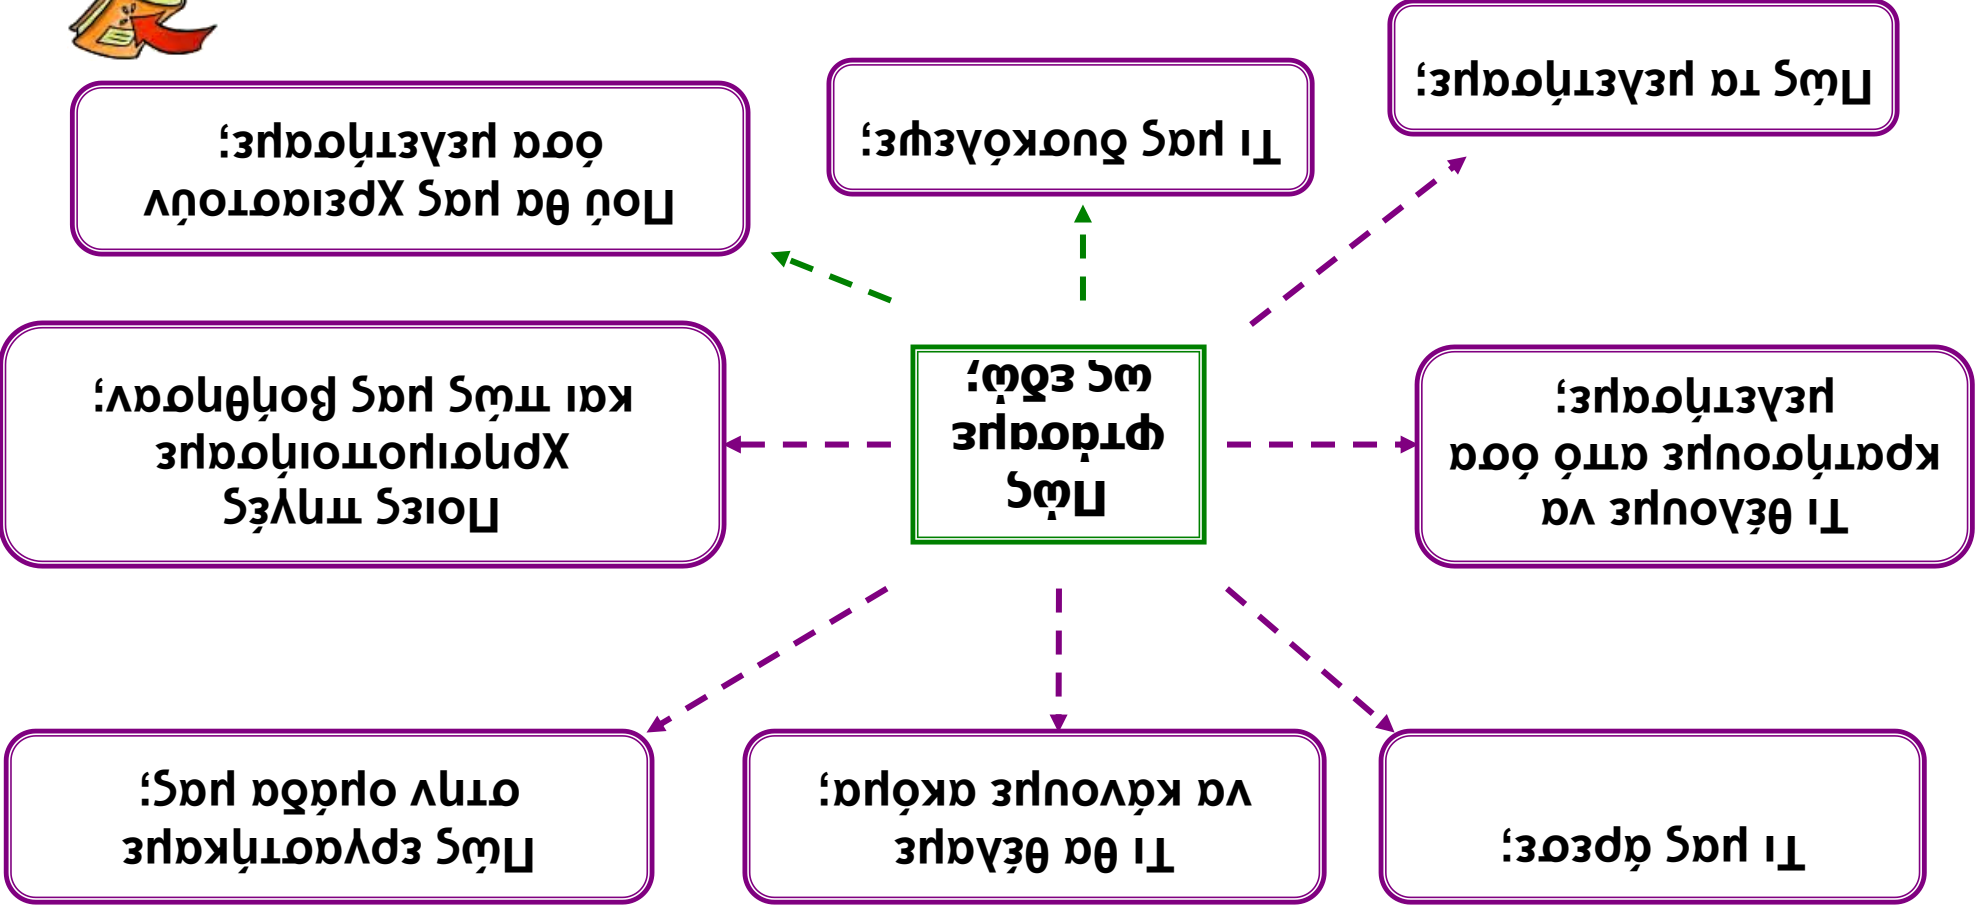 Τι μας άρεσε;
Τι θα θέλαμε
να κάνουμε ακόμα;
Πώς εργαστήκαμε
στην ομάδα μας;
Τι θέλουμε να
κρατήσουμε από όσα
μελετήσαμε;
Πώς
φτάσαμε
ως εδώ;
Ποιες πηγές
χρησιμοποιήσαμε
και πώς μας βοήθησαν;
Πώς τα μελετήσαμε;
Τι μας δυσκόλεψε;
Πού θα μας χρειαστούν
όσα μελετήσαμε;